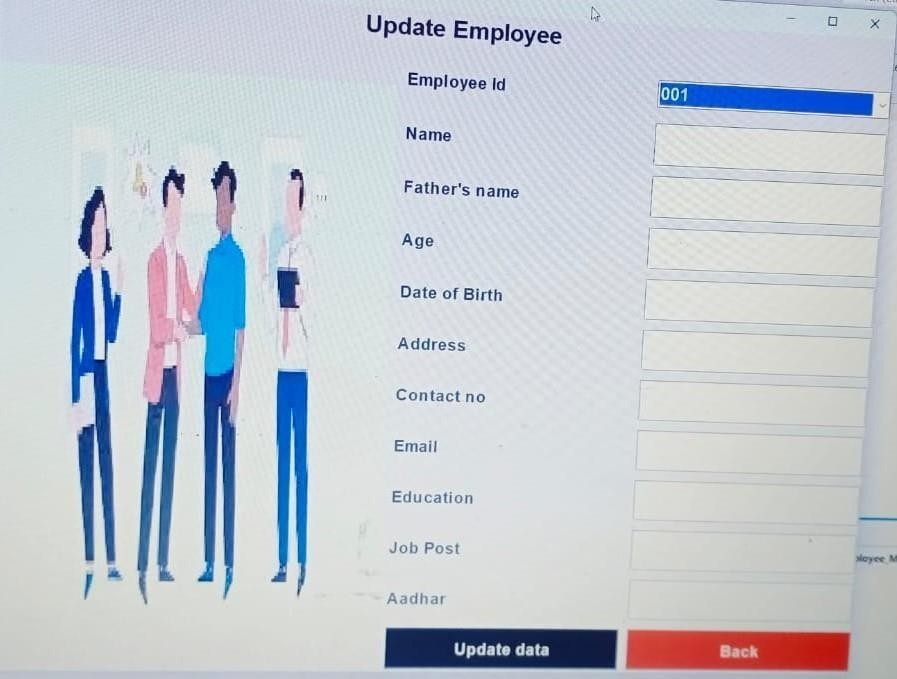 Update Employee
Employee Id
001
Name
Father's name
Age
Date of Birth
Address
Contact no
Email
Education
Job Post
Aadhar
Update data
Back